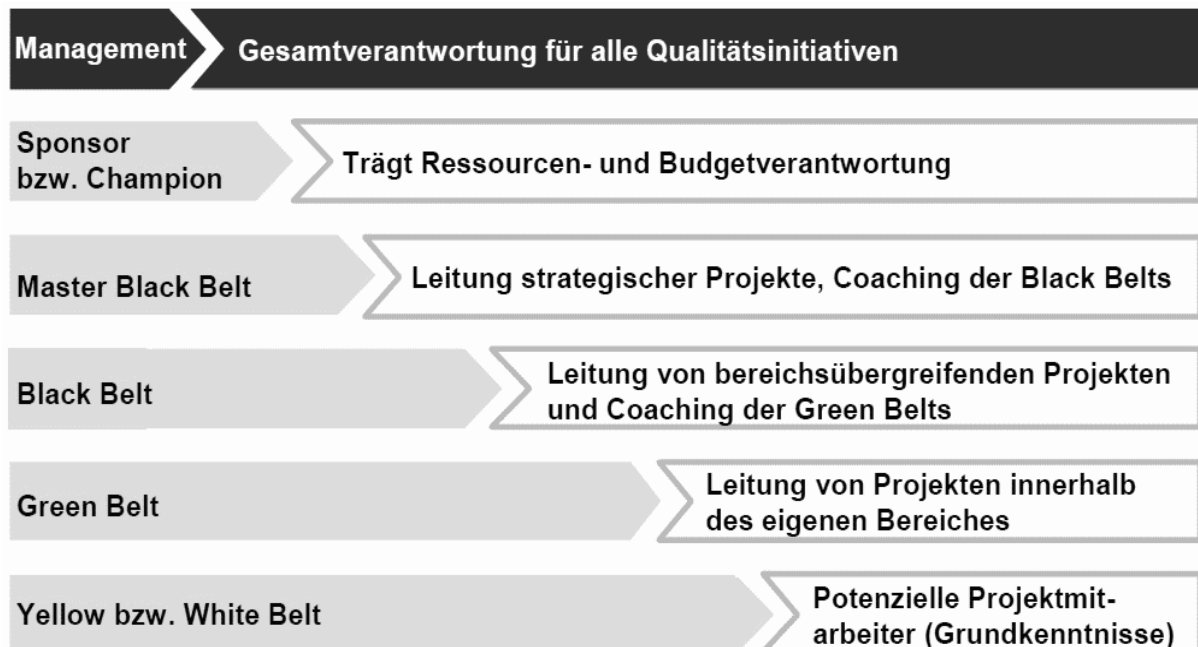 Management
Gesamtverantwortung für alle Qualitätsinitiativen
Sponsor
bzw. Champion
Trägt Ressourcen- und Budgetverantwortung
Master Black Belt
Leitung strategischer Projekte, Coaching der Black Belts
Black Belt
Leitung von bereichsübergreifenden Projekten
und Coaching der Green Belts
Green Belt
Leitung von Projekten innerhalb
des eigenen Bereiches
Yellow bzw. White Belt
Potenzielle Projektmit-
arbeiter (Grundkenntnisse)